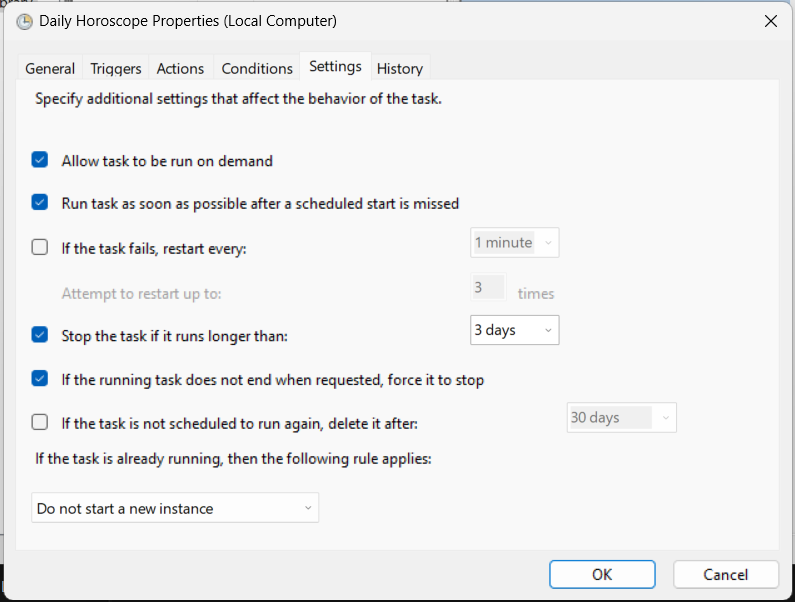 Daily Horoscope Properties (Local Computer)
General Triggers Actions Conditions Settings History
Specify additional settings that affect the behavior of the task.
Allow task to be run on demand
Run task as soon as possible after a scheduled start is missed
If the task fails, restart every: 1 minute
Attempt to restart up to: 3 times
Stop the task if it runs longer than: 3 days
If the running task does not end when requested, force it to stop
If the task is not scheduled to run again, delete it after: 30 days
If the task is already running, then the following rule applies:
Do not start a new instance
OK Cancel